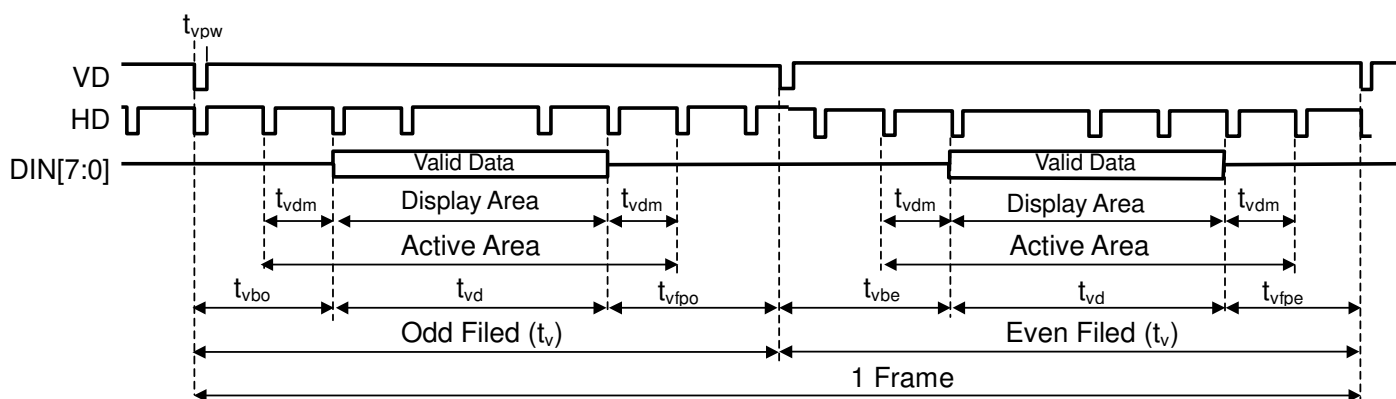 tvpw
VD
HD
DIN[7:0]
Valid Data
Valid Data
tvdm
Display Area
tvdm
tvdm
Display Area
tvdm
Active Area
Active Area
tvbo
tvd
tvfpo
tvbe
tvd
tvfpe
Odd Filed (tv)
Even Filed (tv)
1 Frame